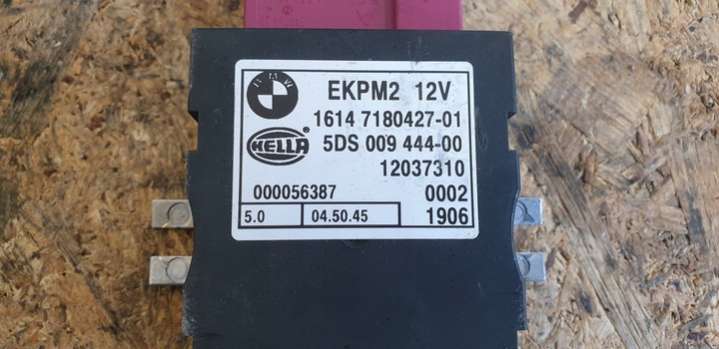 BMW
EKPM2 12V
1614 7180427-01
HELLA
5DS 009 444-00
12037310
000056387
0002
5.0
04.50.45
1906